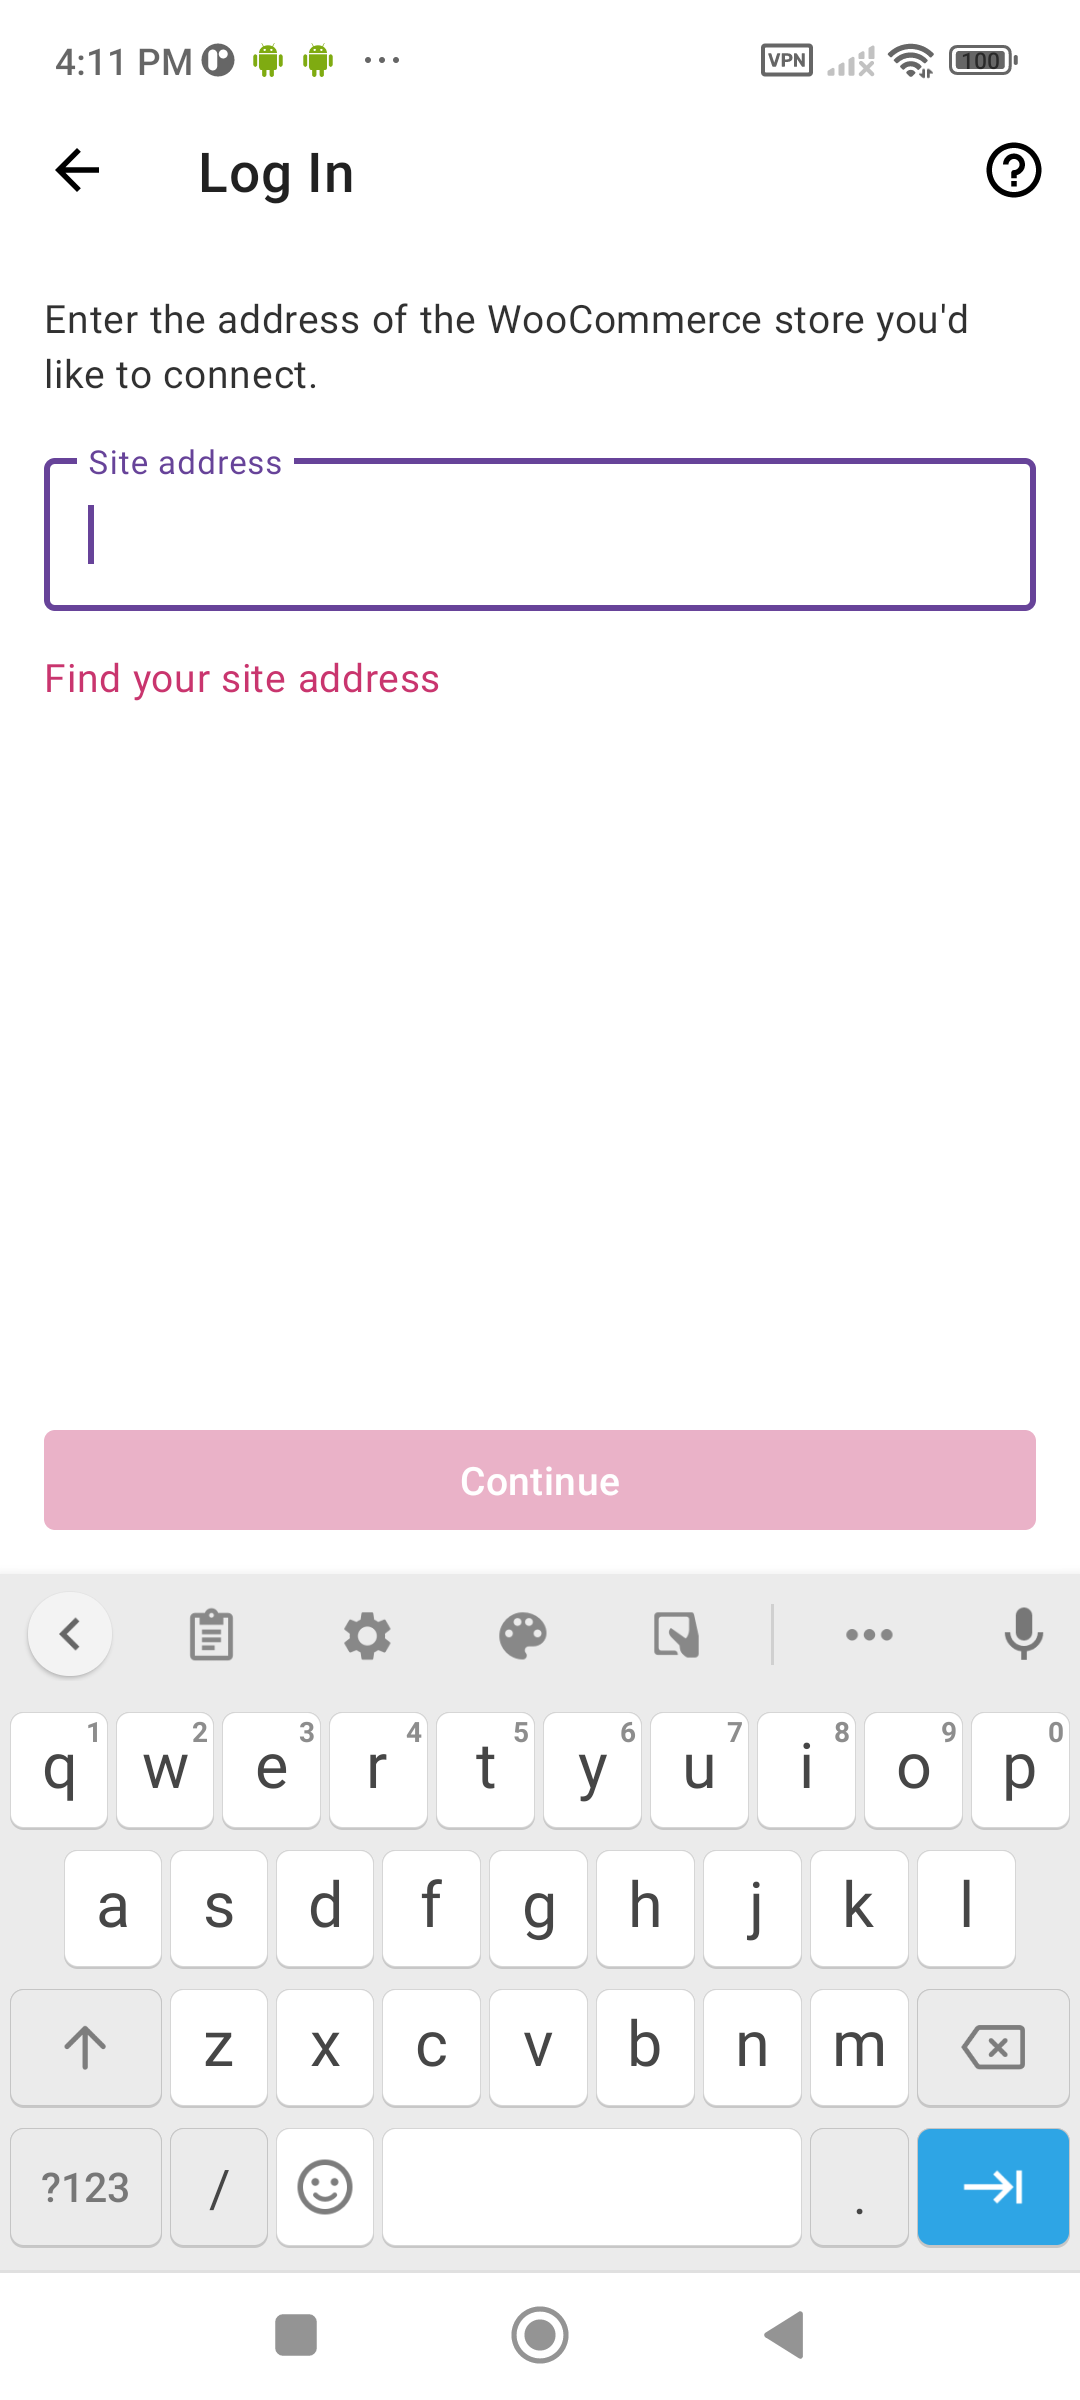 4:11 PM
VPN
100
Log In
Enter the address of the WooCommerce store you'd
like to connect.
Site address
Find your site address
Continue
1 2 3 4 5 6 7 8 9 0
q w e r t y u i o p
a s d f g h j k l
z x c v b n m
?123 / .